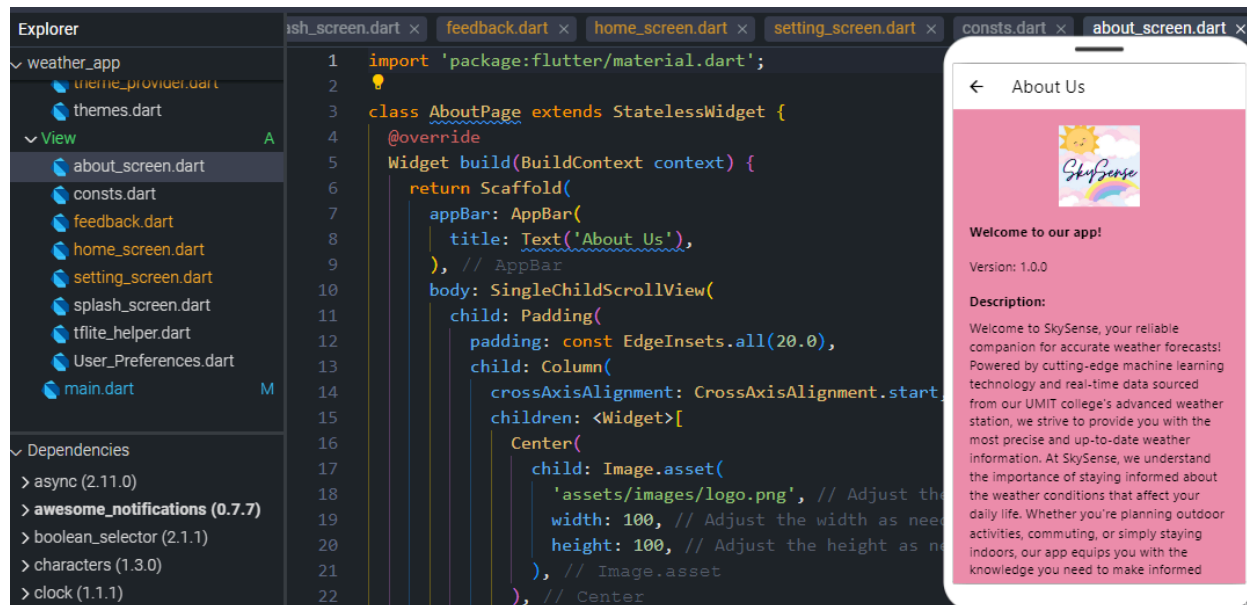 Explorer
weather_app
theme_provider.dart
themes.dart
View A
about_screen.dart
consts.dart
feedback.dart
home_screen.dart
setting_screen.dart
splash_screen.dart
tflite_helper.dart
User_Preferences.dart
main.dart M
Dependencies
async (2.11.0)
awesome_notifications (0.7.7)
boolean_selector (2.1.1)
characters (1.3.0)
clock (1.1.1)
ash_screen.dart × feedback.dart × home_screen.dart × setting_screen.dart × consts.dart × about_screen.dart ×
1 import 'package:flutter/material.dart';
2
3 class AboutPage extends StatelessWidget {
4 @override
5 Widget build(BuildContext context) {
6 return Scaffold(
7 appBar: AppBar(
8 title: Text('About Us'),
9 ), // AppBar
10 body: SingleChildScrollView(
11 child: Padding(
12 padding: const EdgeInsets.all(20.0),
13 child: Column(
14 crossAxisAlignment: CrossAxisAlignment.start,
15 children: <Widget>[
16 Center(
17 child: Image.asset(
18 'assets/images/logo.png', // Adjust the
19 width: 100, // Adjust the width as nee
20 height: 100, // Adjust the height as ne
21 ), // Image.asset
22 ), // Center
About Us
SkySense
Welcome to our app!
Version: 1.0.0
Description:
Welcome to SkySense, your reliable
companion for accurate weather forecasts!
Powered by cutting-edge machine learning
technology and real-time data sourced
from our UMIT college's advanced weather
station, we strive to provide you with the
most precise and up-to-date weather
information. At SkySense, we understand
the importance of staying informed about
the weather conditions that affect your
daily life. Whether you're planning outdoor
activities, commuting, or simply staying
indoors, our app equips you with the
knowledge you need to make informed